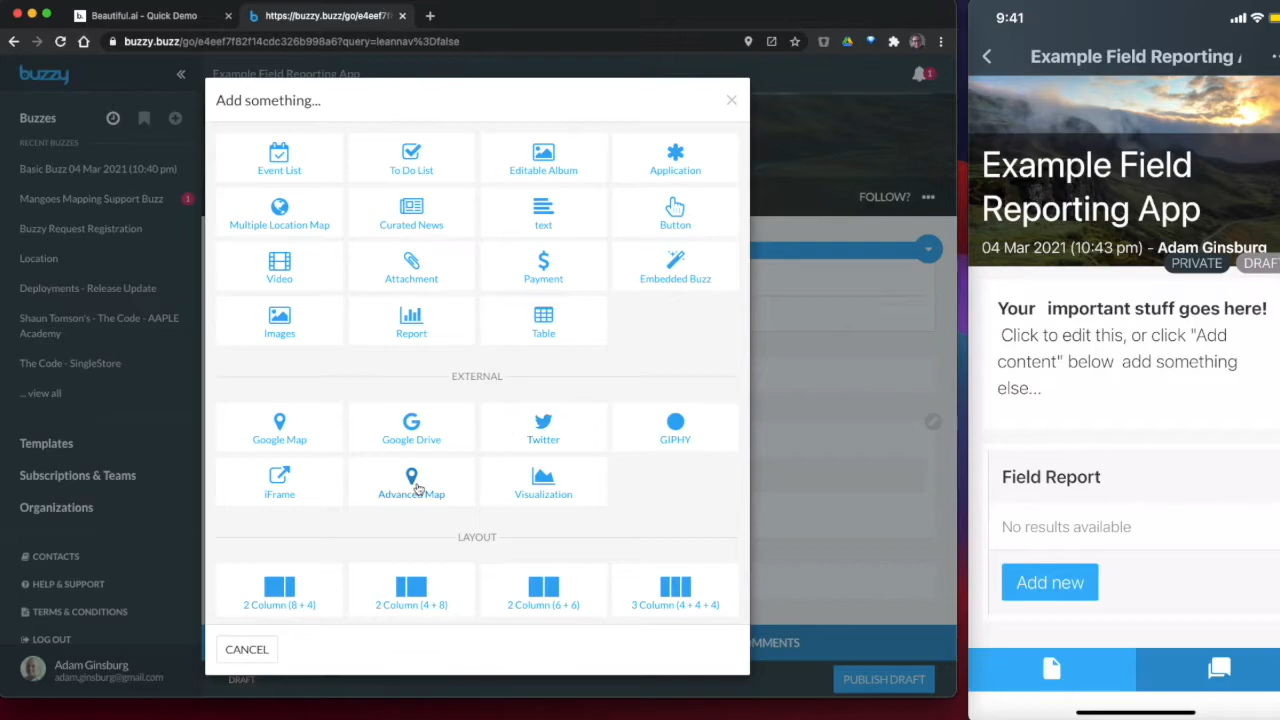 Beautiful.ai - Quick Demo
https://buzzy.buzz/go/e4eef7f
buzzy.buzz/go/e4eef7f82f14cdc326b998a6?query=leannav%3Dfalse
buzzy
Example Field Reporting App
1
Buzzes
RECENT BUZZES
Basic Buzz 04 Mar 2021 (10:40 pm)
Mangoes Mapping Support Buzz
1
Buzzy Request Registration
Location
Deployments - Release Update
Shaun Tomson's - The Code - AAPLE
Academy
The Code - SingleStore
... view all
Templates
Subscriptions & Teams
Organizations
CONTACTS
HELP & SUPPORT
TERMS & CONDITIONS
LOG OUT
Adam Ginsburg
adam.ginsburg@gmail.com
Add something...
Event List
To Do List
Editable Album
Application
Multiple Location Map
Curated News
text
Button
Video
Attachment
Payment
Embedded Buzz
Images
Report
Table
EXTERNAL
Google Map
Google Drive
Twitter
GIPHY
iFrame
Advanced Map
Visualization
LAYOUT
2 Column (8 + 4)
2 Column (4 + 8)
2 Column (6 + 6)
3 Column (4 + 4 + 4)
CANCEL
FOLLOW?
OMMENTS
DRAFT
PUBLISH DRAFT
9:41
Example Field Reporting
Example Field
Reporting App
04 Mar 2021 (10:43 pm) - Adam Ginsburg
PRIVATE
DRAF
Your important stuff goes here!
Click to edit this, or click "Add
content" below add something
else...
Field Report
No results available
Add new